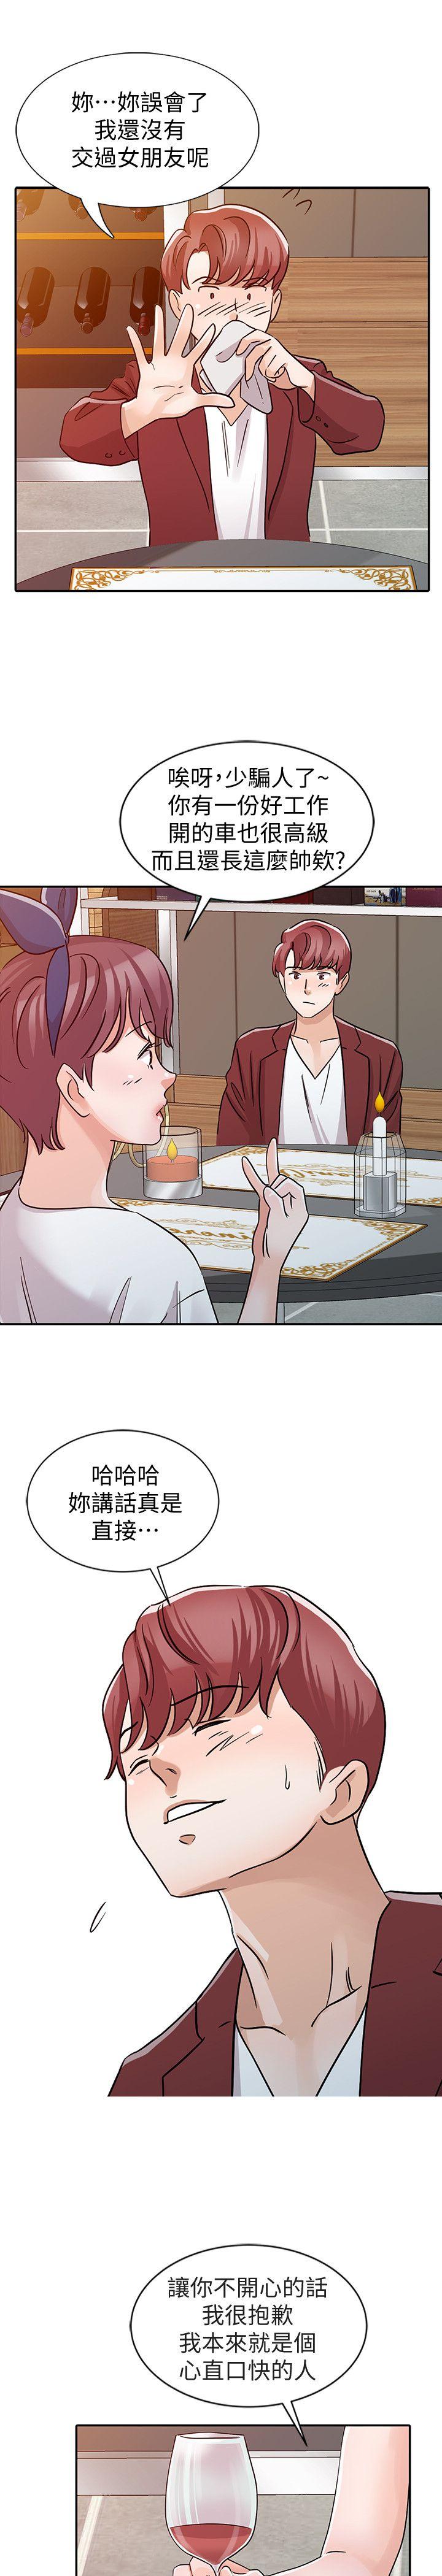 妳⋯妳誤會了
我還沒有
交過女朋友呢
唉呀，少騙人了~
你有一份好工作
開的車也很高級
而且還長這麼帥欸?
哈哈哈
妳講話真是
直接⋯
讓你不開心的話
我很抱歉
我本來就是個
心直口快的人